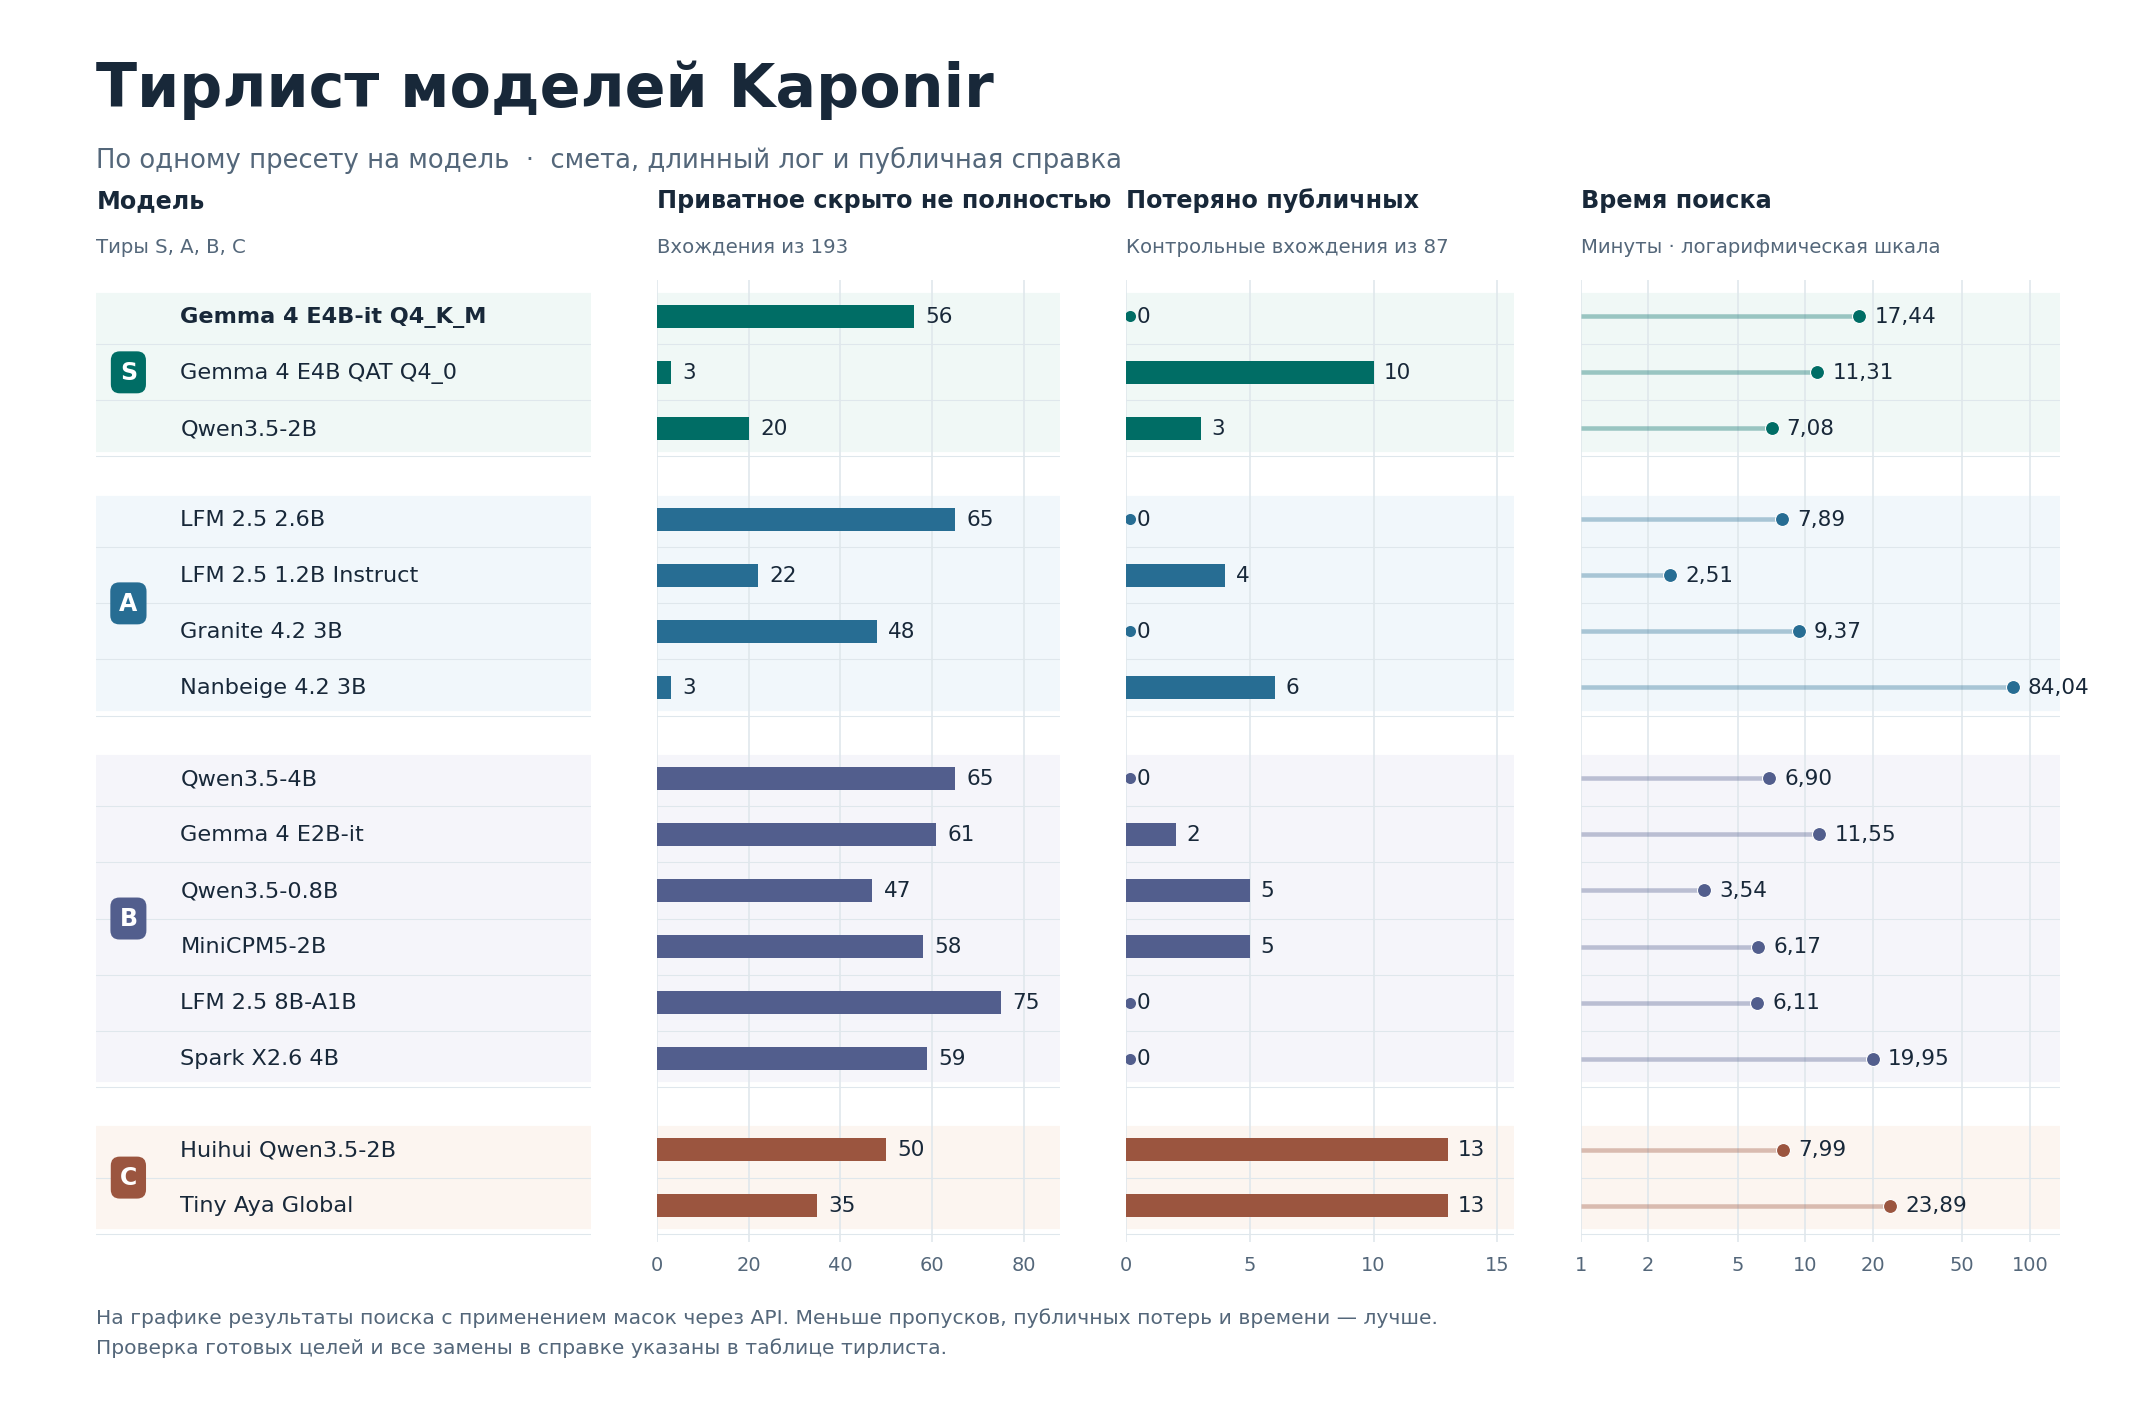 Тирлист моделей Kaponir
По одному пресету на модель · смета, длинный лог и публичная справка
Модель Приватное скрыто не полностью Потеряно публичных Время поиска
Тиры S, A, B, C Вхождения из 193 Контрольные вхождения из 87 Минуты · логарифмическая шкала
Gemma 4 E4B-it Q4_K_M 56 0 17,44
S Gemma 4 E4B QAT Q4_0 3 10 11,31
Qwen3.5-2B 20 3 7,08
LFM 2.5 2.6B 65 0 7,89
LFM 2.5 1.2B Instruct 22 4 2,51
A
Granite 4.2 3B 48 0 9,37
Nanbeige 4.2 3B 3 6 84,04
Qwen3.5-4B 65 0 6,90
Gemma 4 E2B-it 61 2 11,55
Qwen3.5-0.8B 47 5 3,54
B
MiniCPM5-2B 58 5 6,17
LFM 2.5 8B-A1B 75 0 6,11
Spark X2.6 4B 59 0 19,95
Huihui Qwen3.5-2B 50 13 7,99
C
Tiny Aya Global 35 13 23,89
0 20 40 60 80 0 5 10 15 1 2 5 10 20 50 100
На графике результаты поиска с применением масок через API. Меньше пропусков, публичных потерь и времени — лучше.
Проверка готовых целей и все замены в справке указаны в таблице тирлиста.